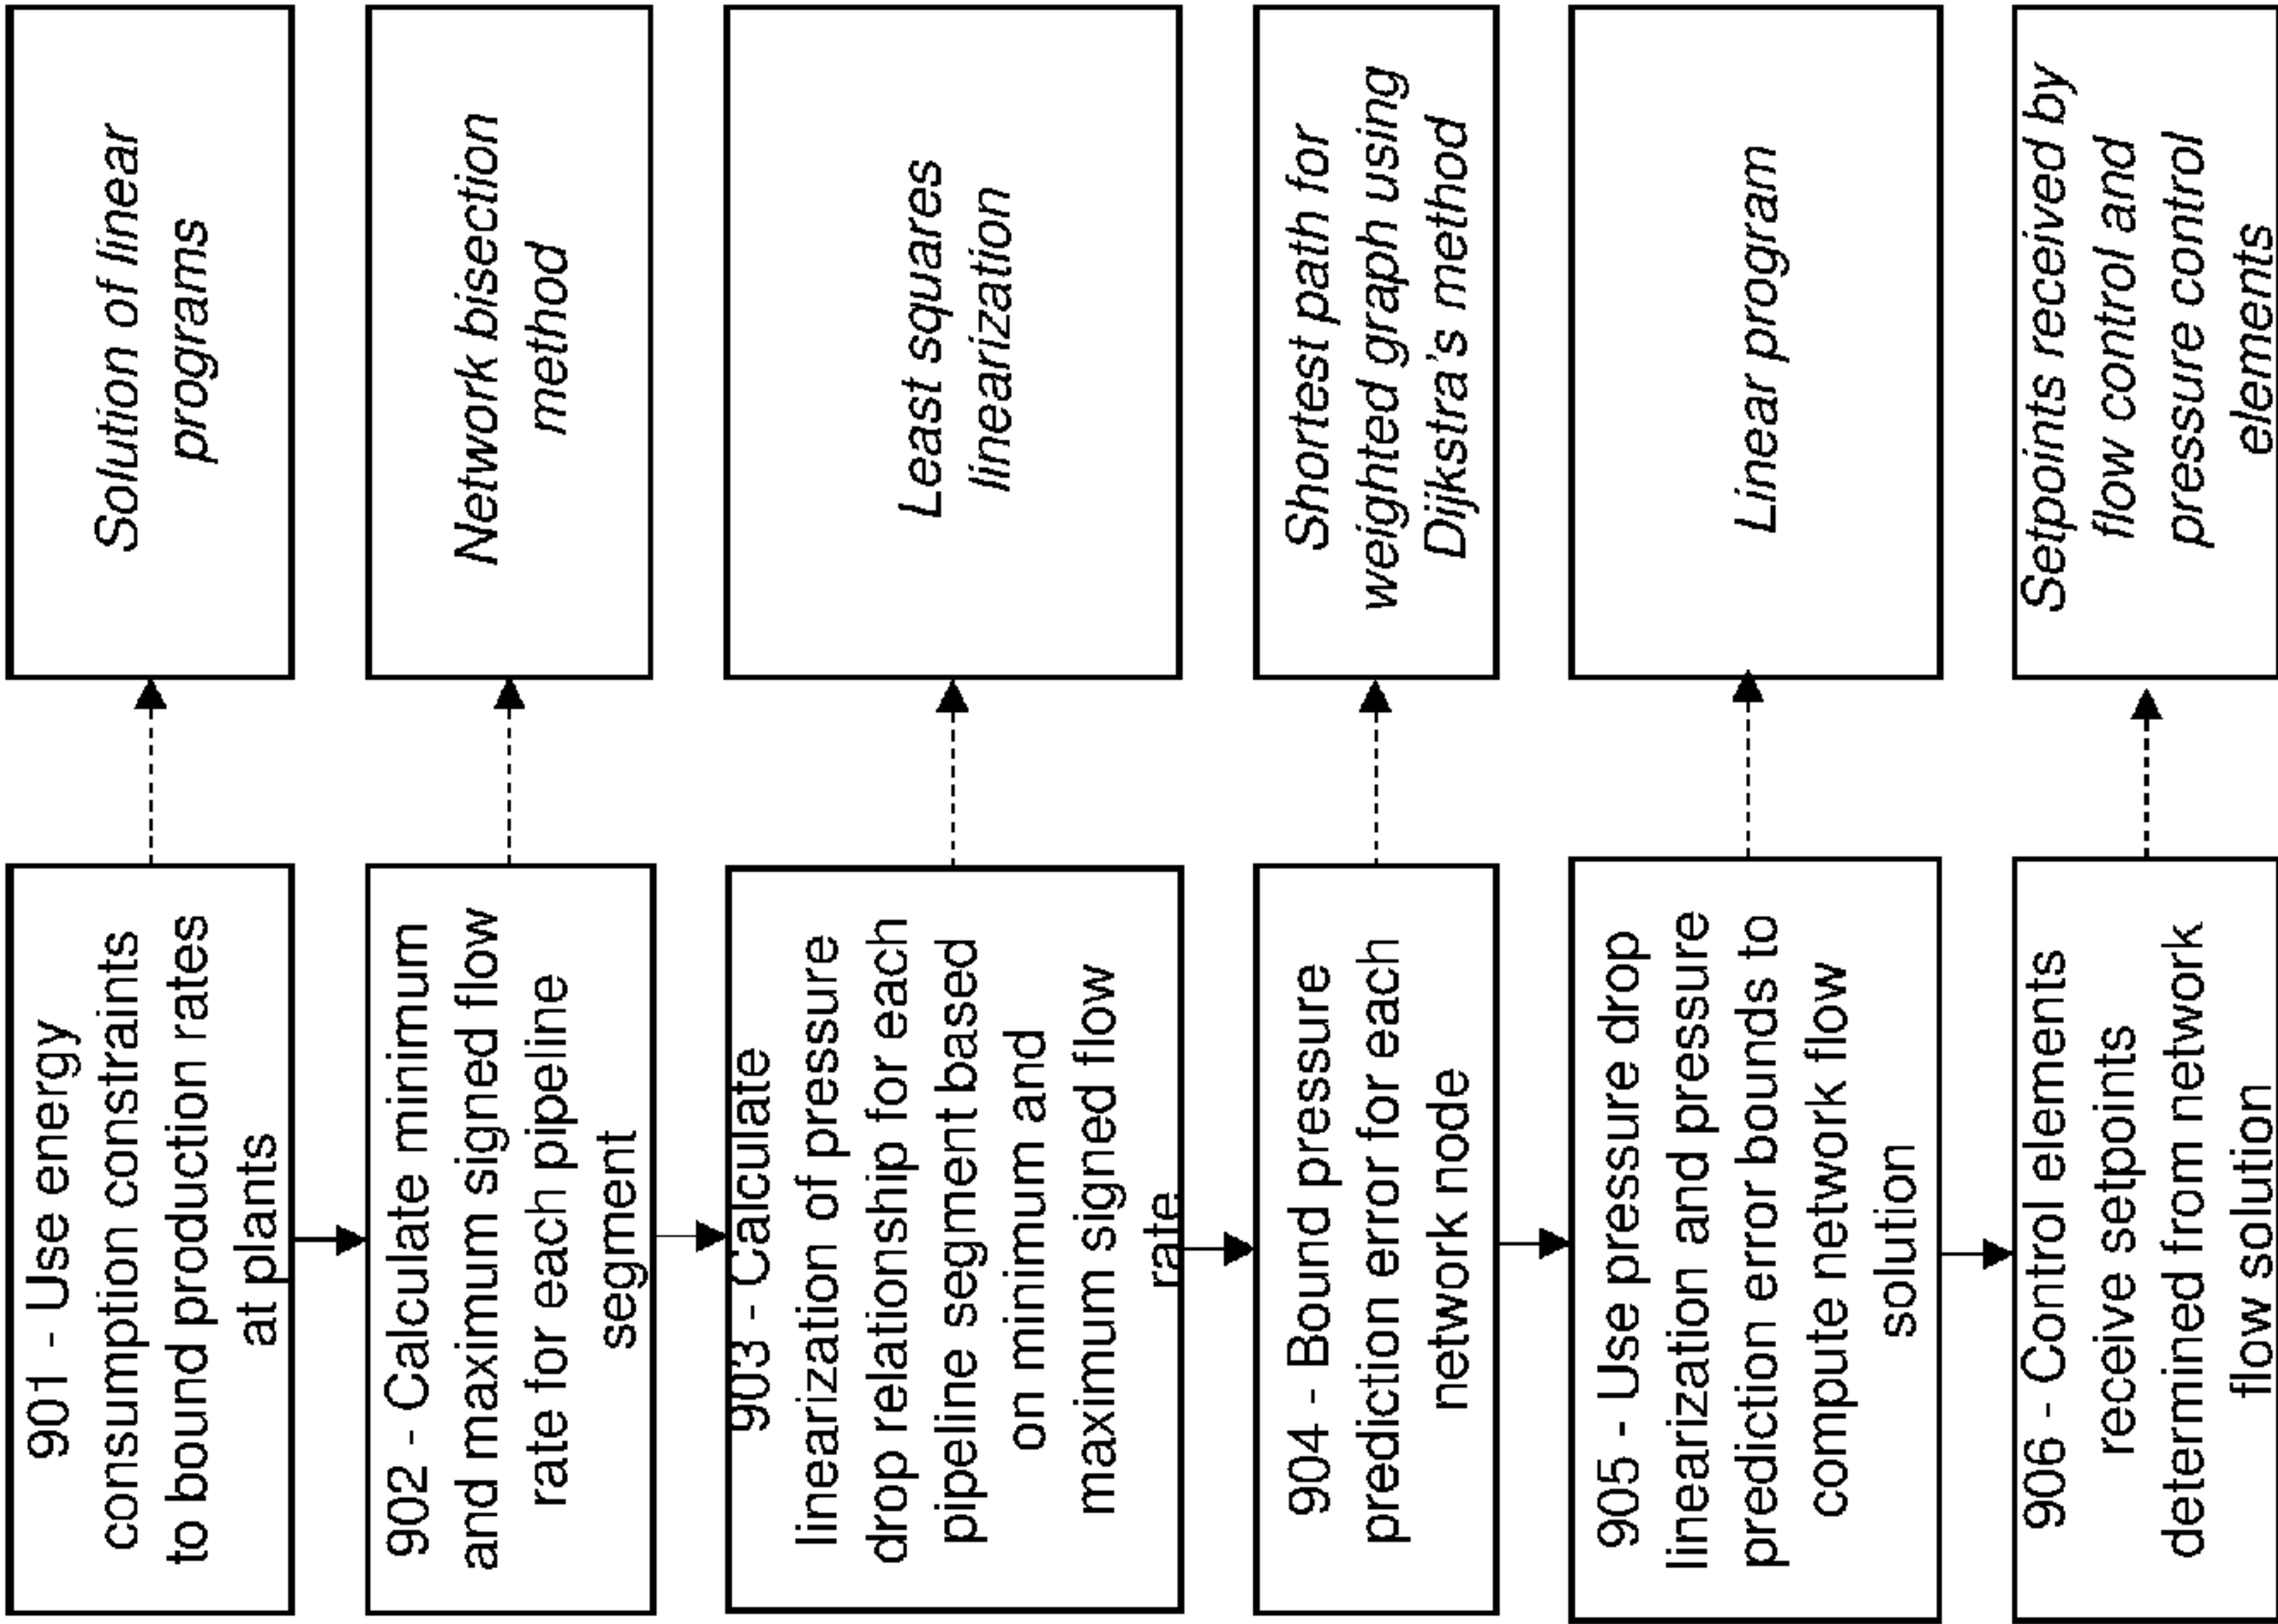 901 - Use energy
consumption constraints
to bound production rates
at plants
Solution of linear
programs
902 - Calculate minimum
and maximum signed flow
rate for each pipeline
segment
Network bisection
method
903 - Calculate
linearization of pressure
drop relationship for each
pipeline segment based
on minimum and
maximum signed flow
rate
Least squares
linearization
904 - Bound pressure
prediction error for each
network node
Shortest path for
weighted graph using
Dijkstra's method
905 - Use pressure drop
linearization and pressure
prediction error bounds to
compute network flow
solution
Linear program
906 - Control elements
receive setpoints
determined from network
flow solution
Setpoints received by
flow control and
pressure control
elements